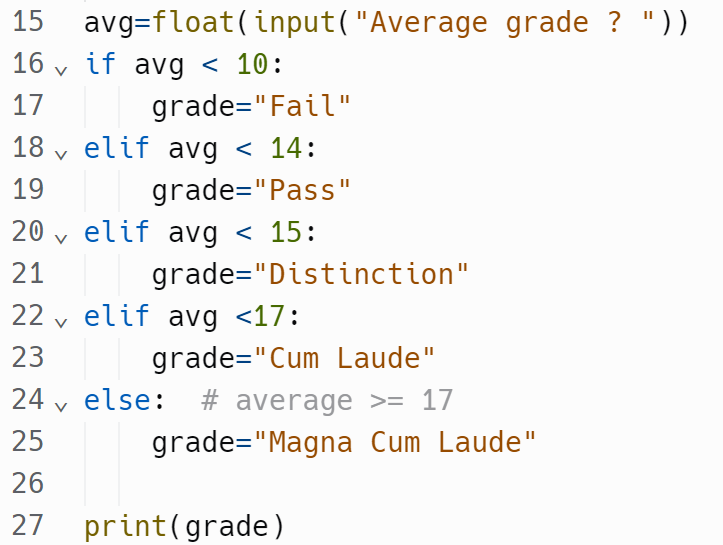 15 avg=float(input("Average grade ? "))
16 if avg < 10:
17     grade="Fail"
18 elif avg < 14:
19     grade="Pass"
20 elif avg < 15:
21     grade="Distinction"
22 elif avg <17:
23     grade="Cum Laude"
24 else:  # average >= 17
25     grade="Magna Cum Laude"
26
27 print(grade)